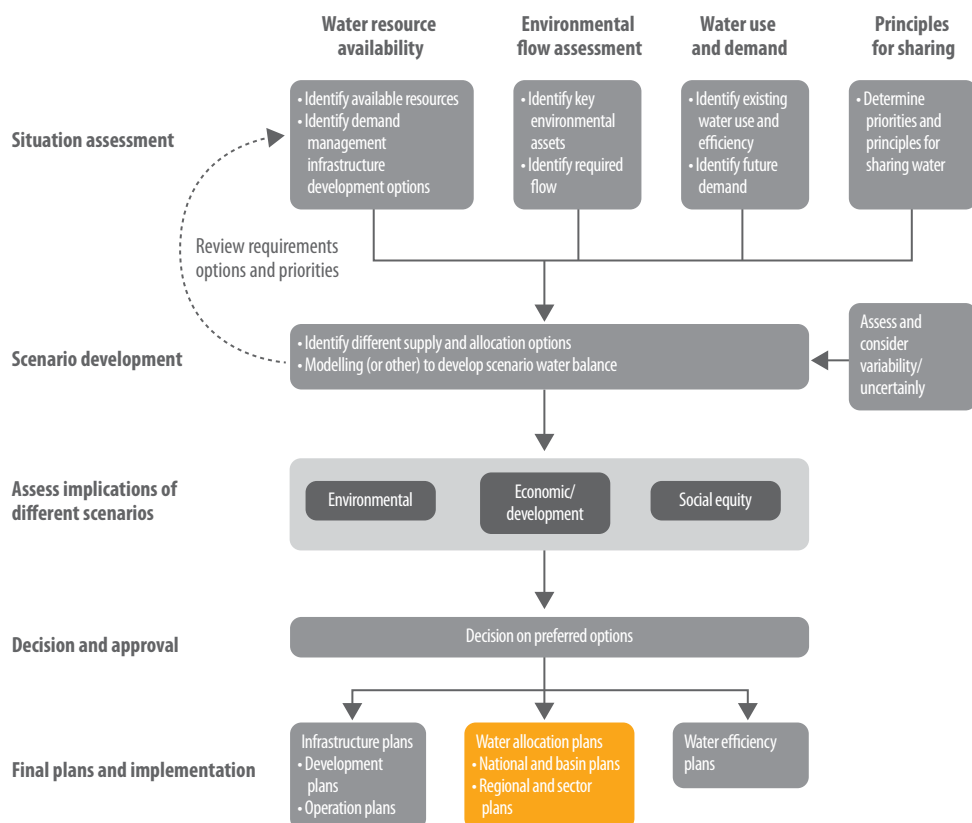 Water resource
availability
Environmental
flow assessment
Water use
and demand
Principles
for sharing
Situation assessment
• Identify available resources
• Identify demand
management
infrastructure
development options
• Identify key
environmental
assets
• Identify required
flow
• Identify existing
water use and
efficiency
• Identify future
demand
• Determine
priorities and
principles for
sharing water
Review requirements
options and priorities
Scenario development
• Identify different supply and allocation options
• Modelling (or other) to develop scenario water balance
Assess and
consider
variability/
uncertainly
Assess implications of
different scenarios
Environmental
Economic/
development
Social equity
Decision and approval
Decision on preferred options
Final plans and implementation
Infrastructure plans
• Development
plans
• Operation plans
Water allocation plans
• National and basin plans
• Regional and sector
plans
Water efficiency
plans